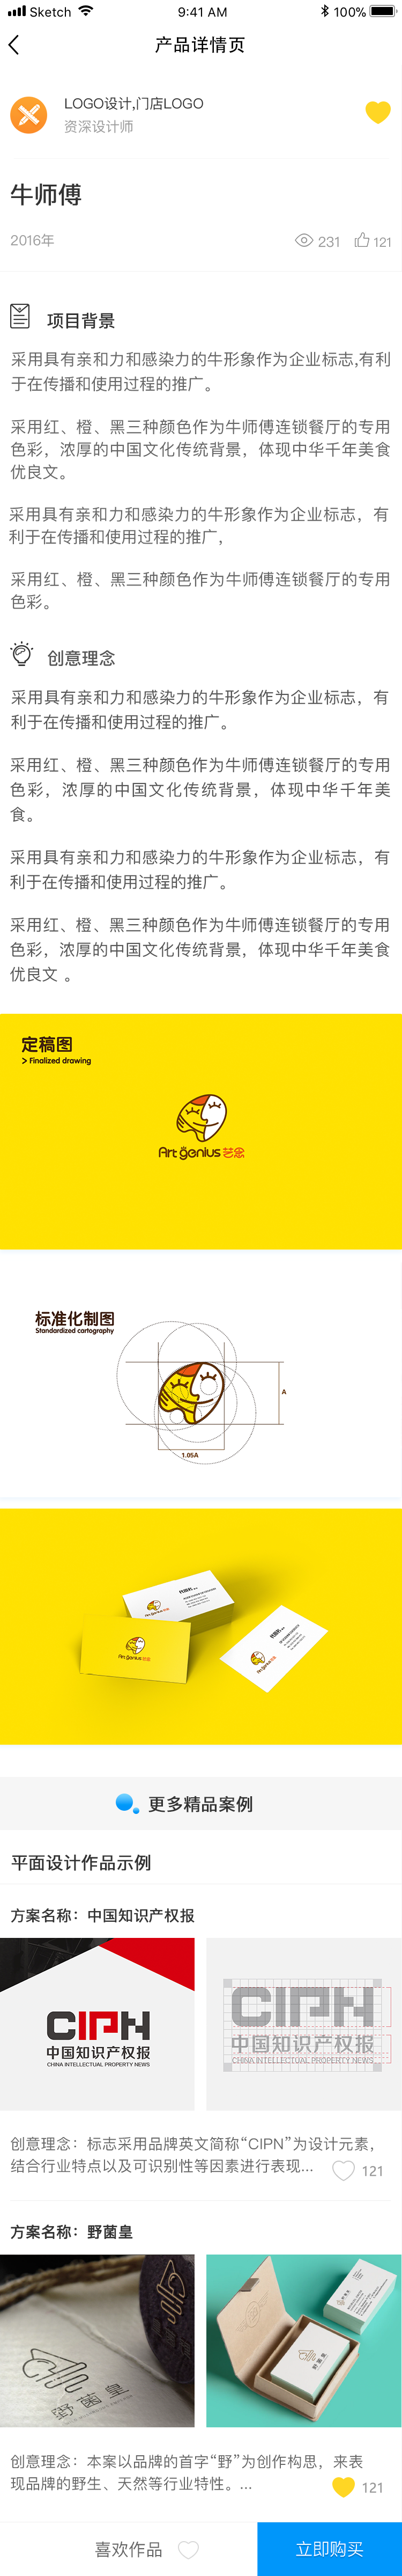 Sketch
9:41 AM
100%
产品详情页
LOGO设计,门店LOGO
资深设计师
牛师傅
2016年
231
121
项目背景
采用具有亲和力和感染力的牛形象作为企业标志,有利
于在传播和使用过程的推广。
采用红、橙、黑三种颜色作为牛师傅连锁餐厅的专用
色彩，浓厚的中国文化传统背景，体现中华千年美食
优良文。
采用具有亲和力和感染力的牛形象作为企业标志，有
利于在传播和使用过程的推广，
采用红、橙、黑三种颜色作为牛师傅连锁餐厅的专用
色彩。
创意理念
采用具有亲和力和感染力的牛形象作为企业标志，有
利于在传播和使用过程的推广。
采用红、橙、黑三种颜色作为牛师傅连锁餐厅的专用
色彩，浓厚的中国文化传统背景，体现中华千年美
食。
采用具有亲和力和感染力的牛形象作为企业标志，有
利于在传播和使用过程的推广。
采用红、橙、黑三种颜色作为牛师傅连锁餐厅的专用
色彩，浓厚的中国文化传统背景，体现中华千年美食
优良文 。
定稿图
> Finalized drawing
Art genius 艺思
标准化制图
Standardized cartography
A
1.05A
Art genius
更多精品案例
平面设计作品示例
方案名称：中国知识产权报
CIPN
中国知识产权报
CHINA INTELLECTUAL PROPERTY NEWS
CIPN
中国知识产权报
CHINA INTELLECTUAL PROPERTY NEWS
创意理念：标志采用品牌英文简称“CIPN”为设计元素，
结合行业特点以及可识别性等因素进行表现...
121
方案名称：野菌皇
野菌皇
野菌皇
创意理念：本案以品牌的首字“野”为创作构思，来表
现品牌的野生、天然等行业特性。...
121
喜欢作品
立即购买